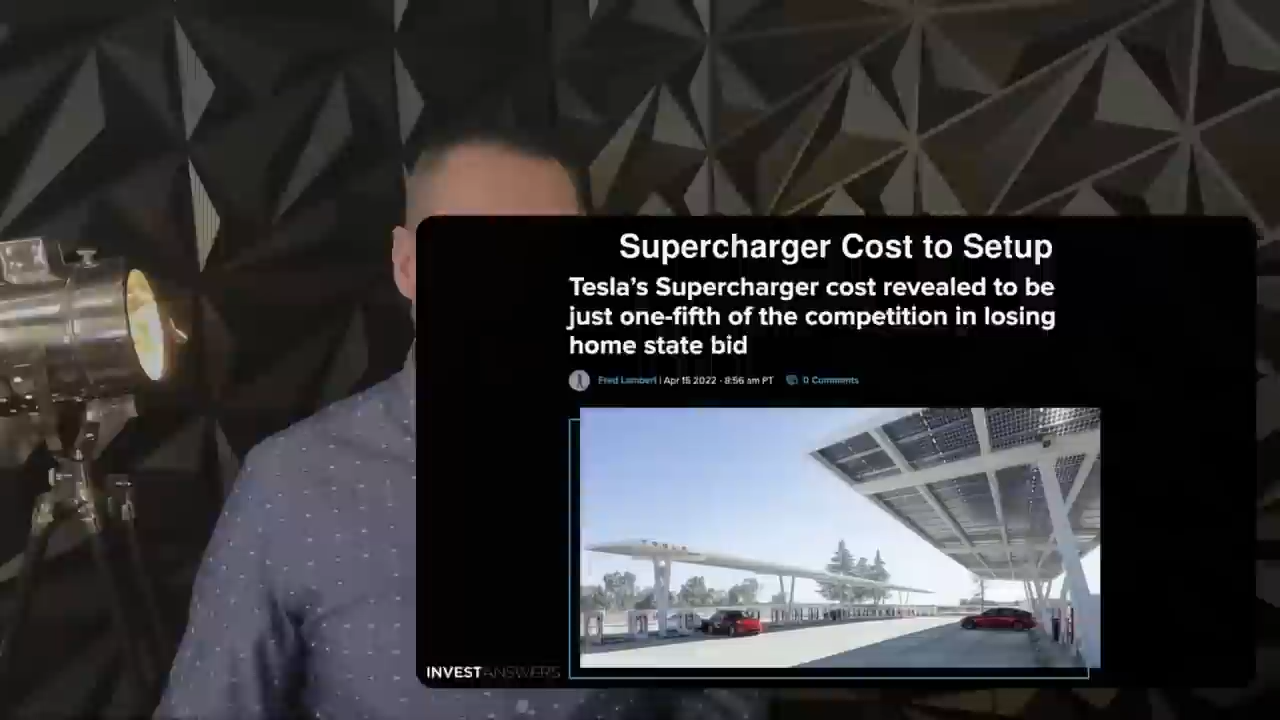 Supercharger Cost to Setup
Tesla's Supercharger cost revealed to be
just one-fifth of the competition in losing
home state bid
Fred Lambert | Apr 15 2022 - 8:56 am PT 0 Comments
TESLA
INVESTANSWERS